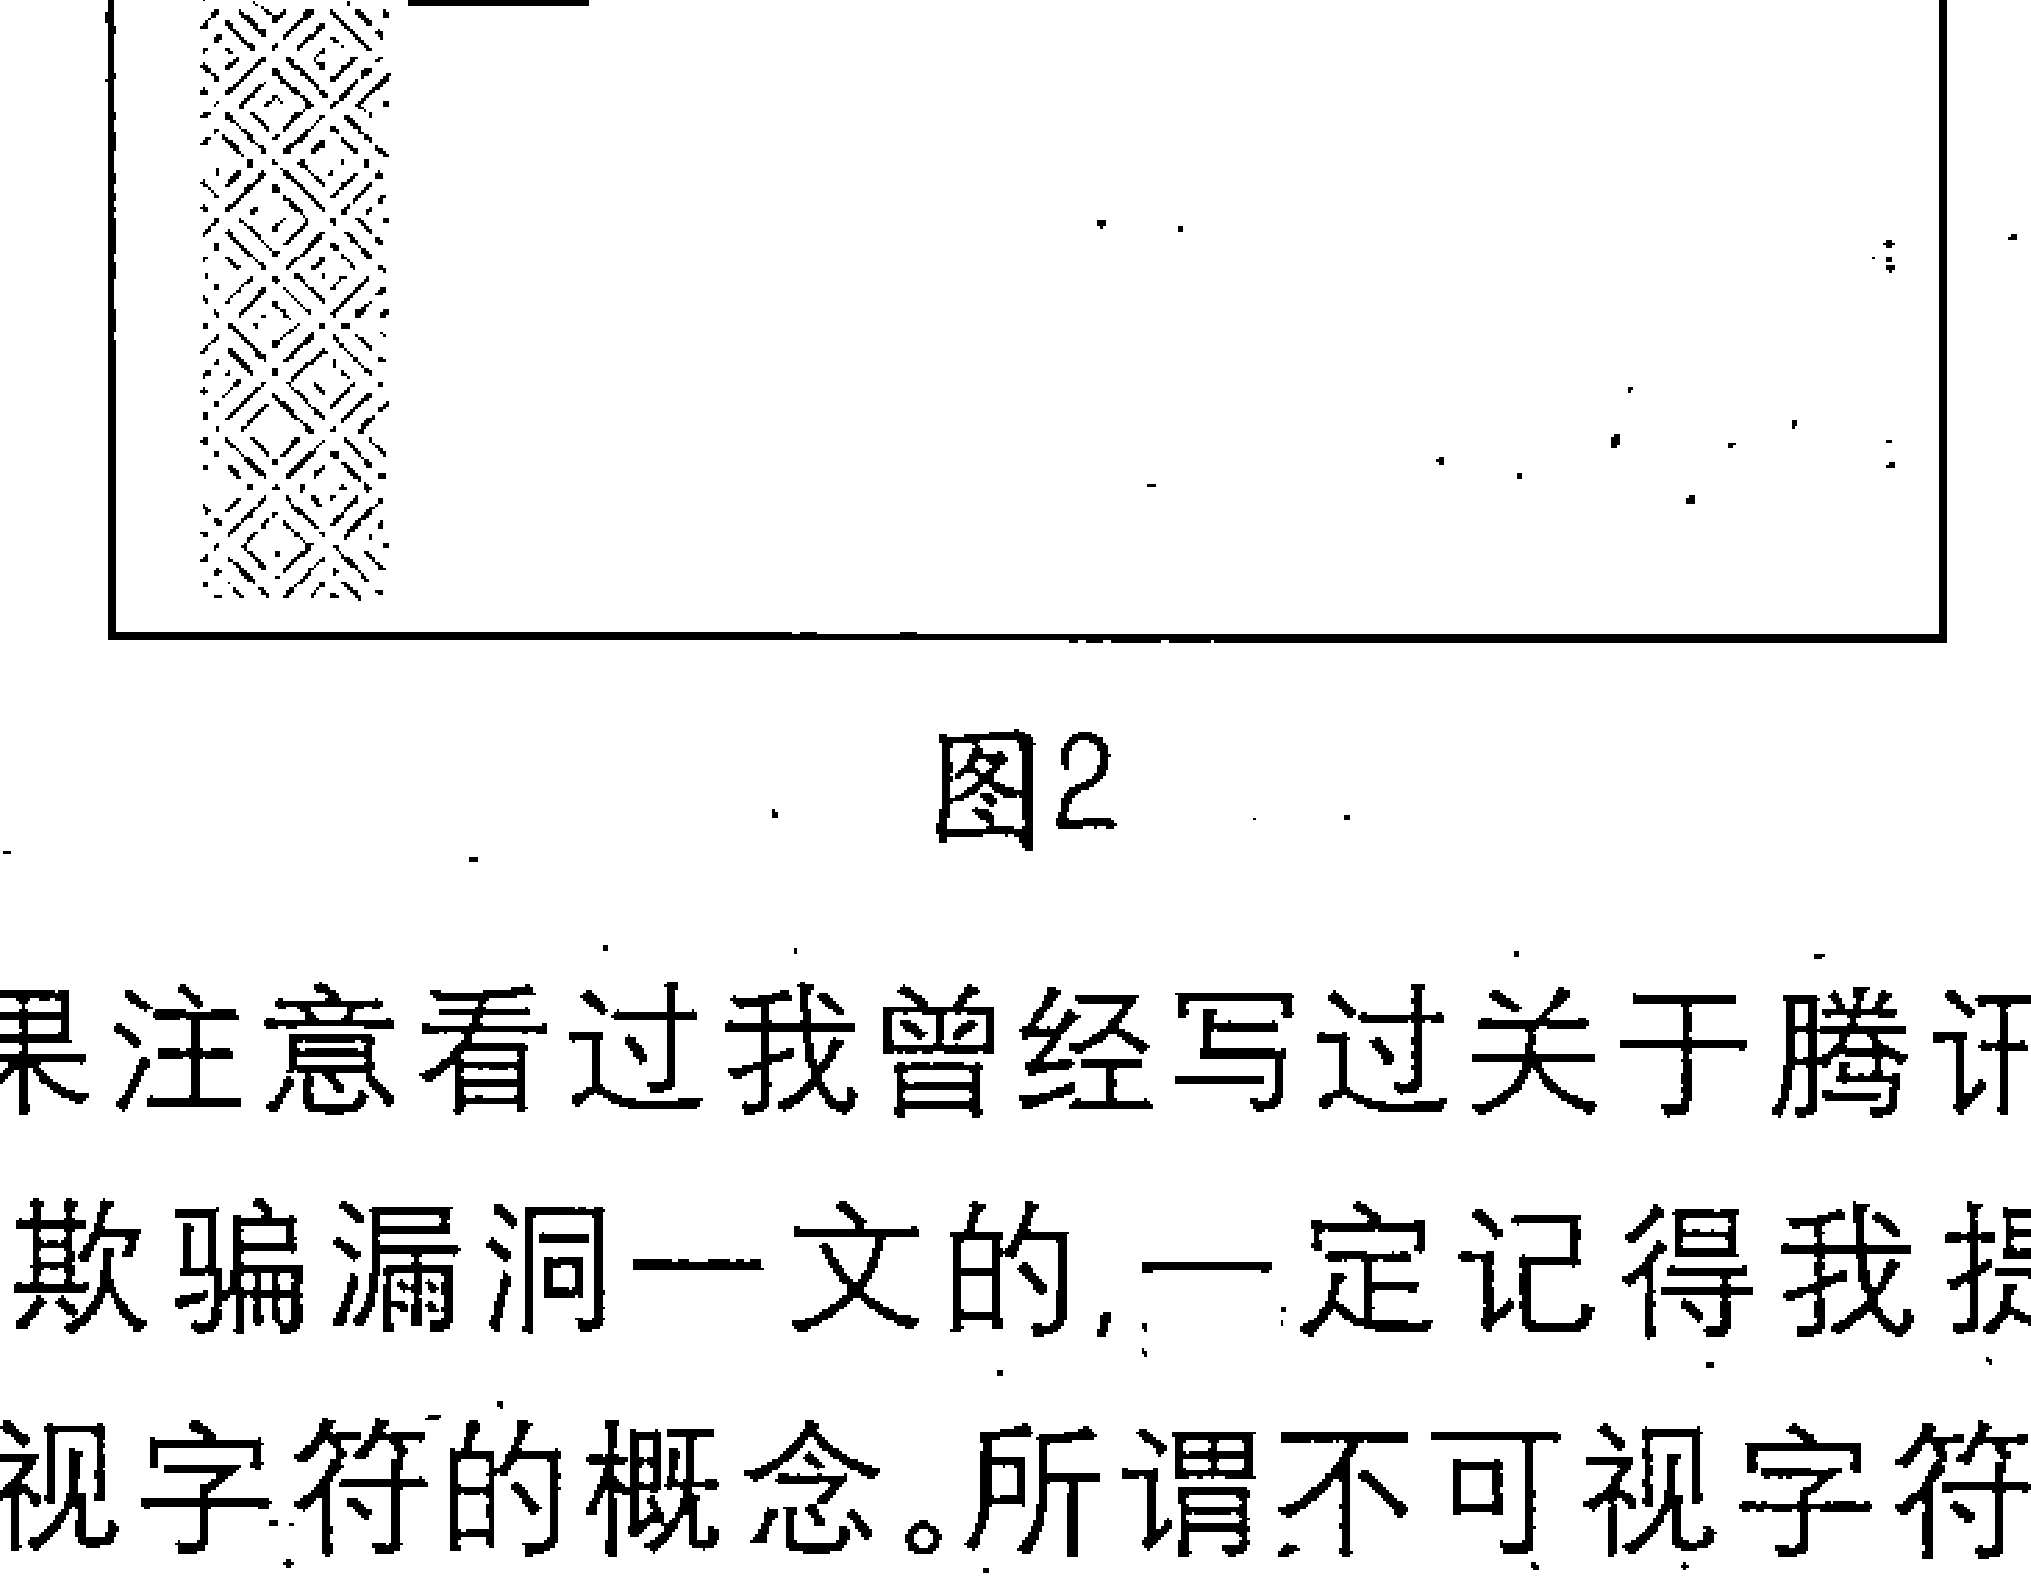 图2
果注意看过我曾经写过关于腾讯
欺骗漏洞一文的,一定记得我提
视字符的概念。所谓不可视字符